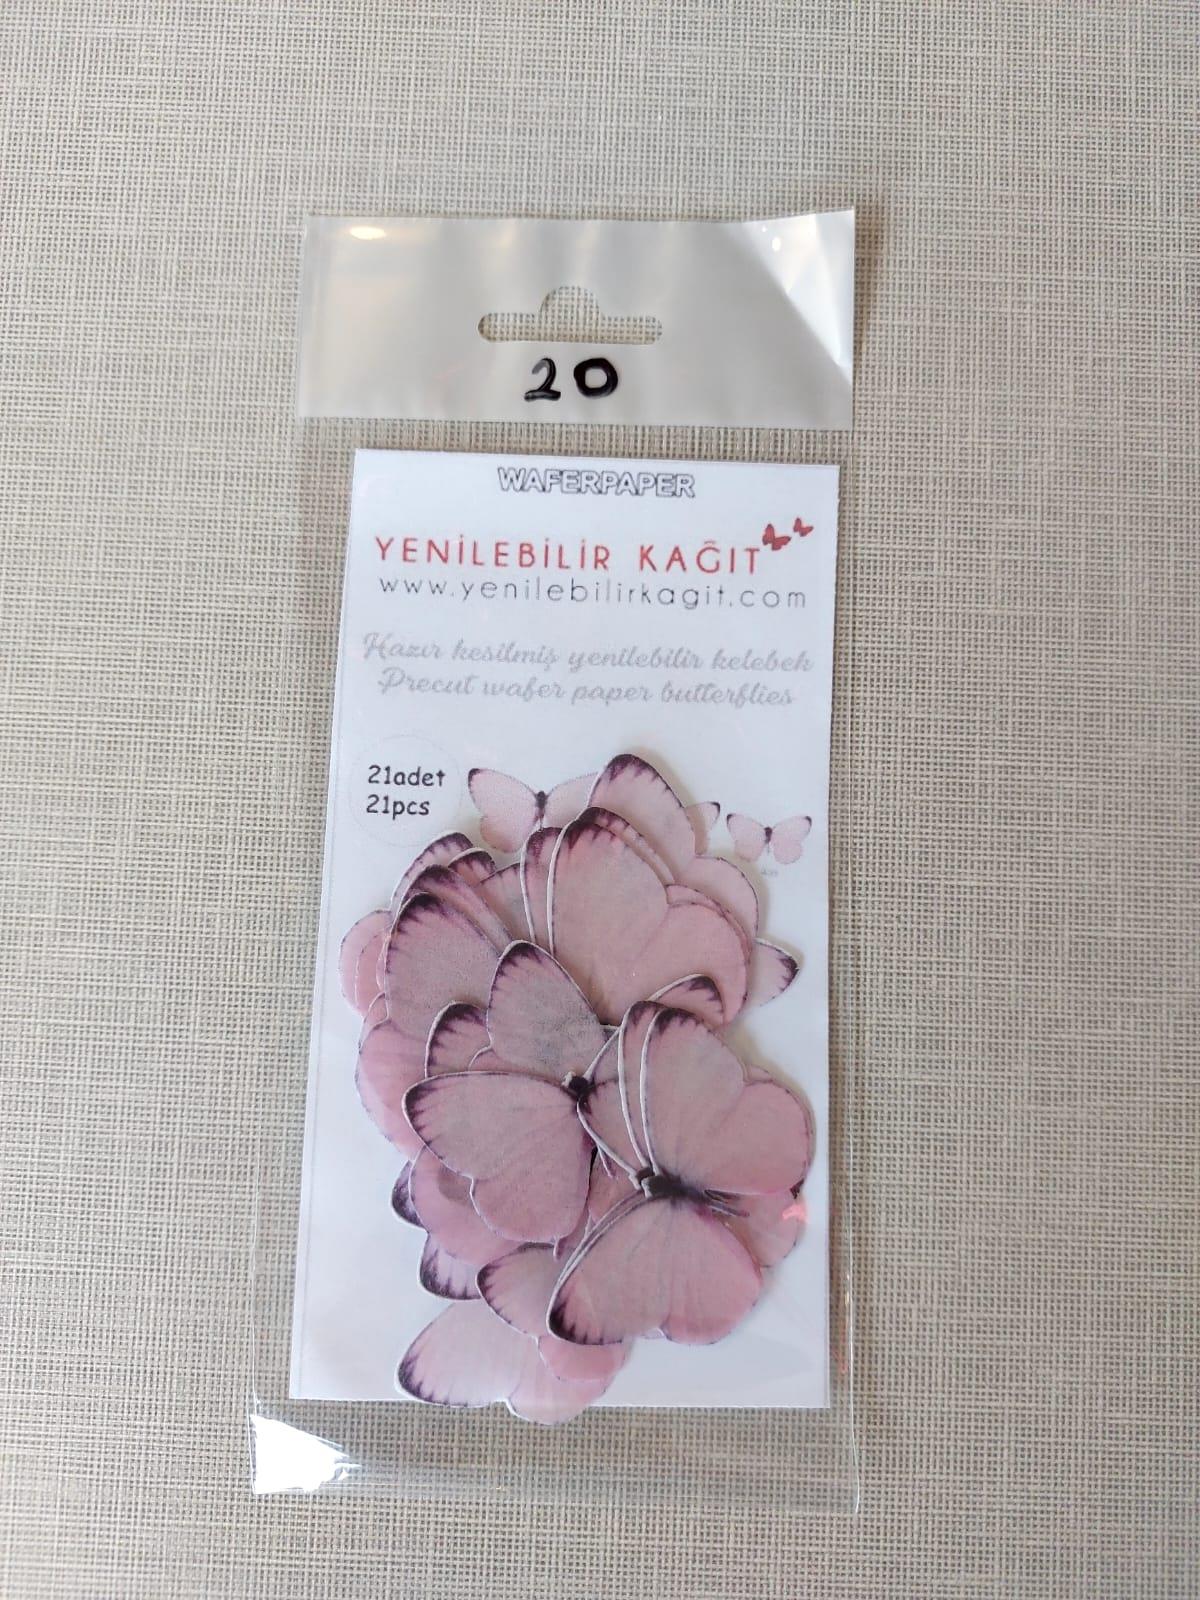 20
WAFERPAPER
YENİLEBİLİR KAĞIT
www.yenilebilirkagit.com
Hazır kesilmiş yenilebilir kelebek
Precut wafer paper butterflies
21adet
21pcs